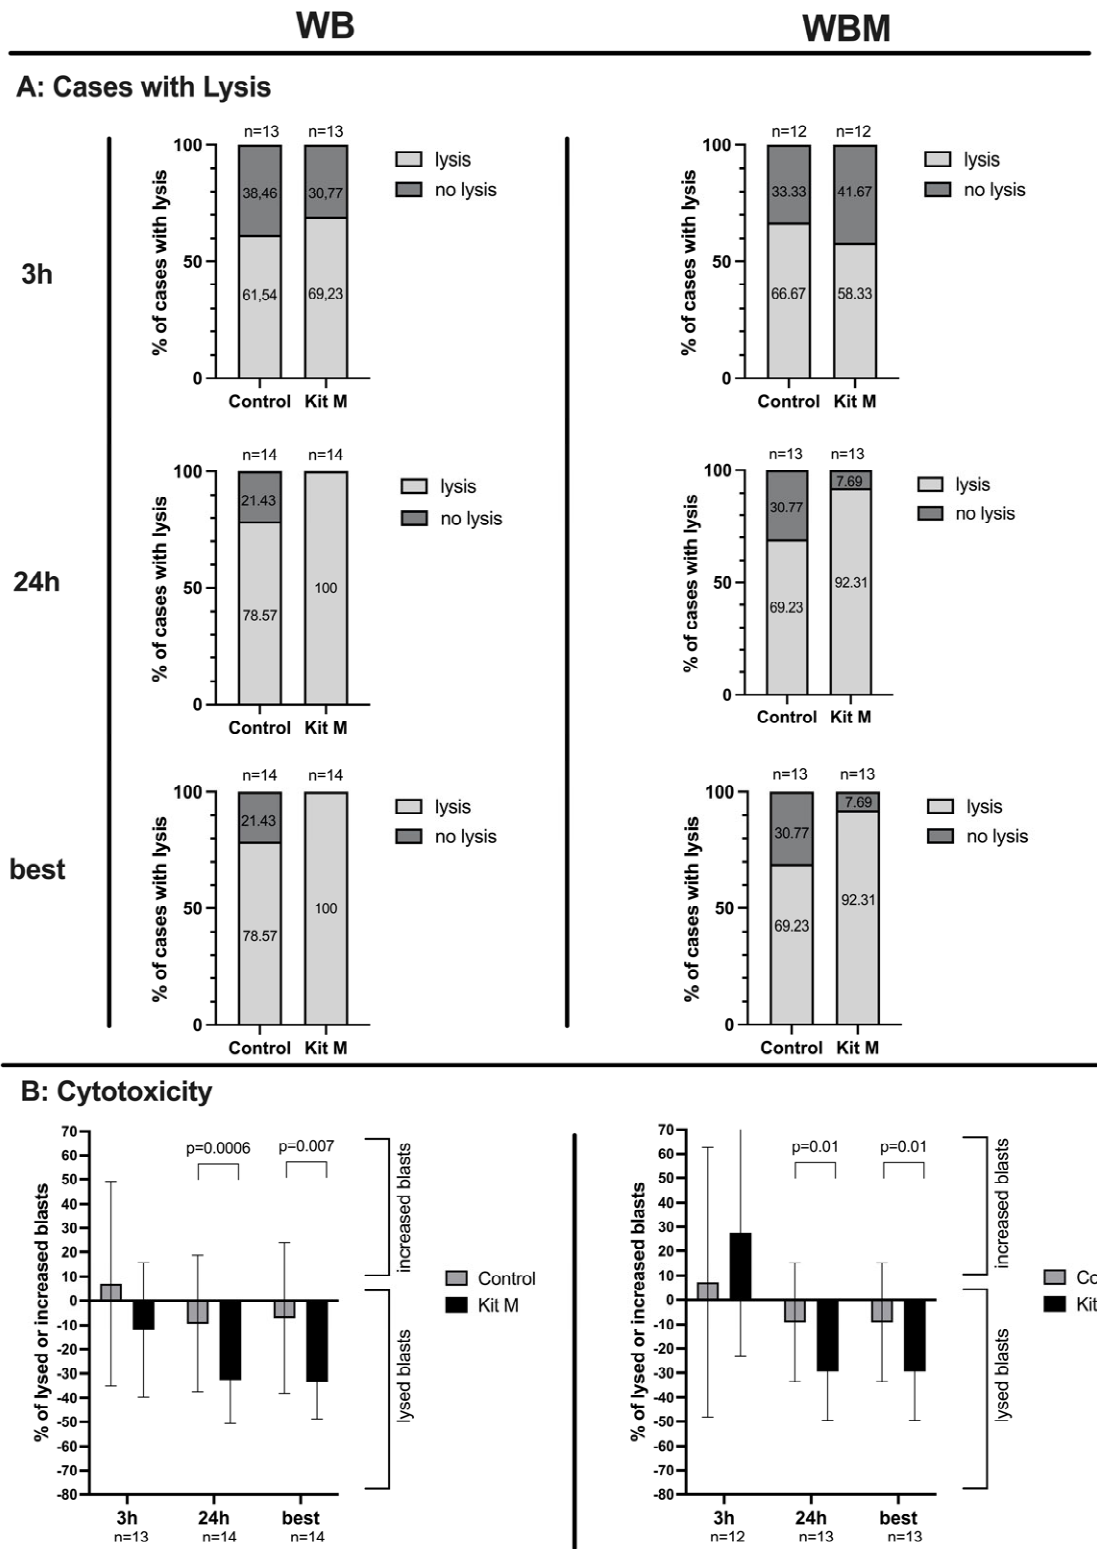 WB WBM
A: Cases with Lysis
3h
n=13 n=13
% of cases with lysis
100
50
0
38,46 30,77
61,54 69,23
Control Kit M
lysis
no lysis
n=12 n=12
% of cases with lysis
100
50
0
33.33 41.67
66.67 58.33
Control Kit M
lysis
no lysis
24h
n=14 n=14
% of cases with lysis
100
50
0
21.43
78.57 100
Control Kit M
lysis
no lysis
n=13 n=13
% of cases with lysis
100
50
0
30.77 7.69
69.23 92.31
Control Kit M
lysis
no lysis
best
n=14 n=14
% of cases with lysis
100
50
0
21.43
78.57 100
Control Kit M
lysis
no lysis
n=13 n=13
% of cases with lysis
100
50
0
30.77 7.69
69.23 92.31
Control Kit M
lysis
no lysis
B: Cytotoxicity
% of lysed or increased blasts
70
60
50
40
30
20
10
0
-10
-20
-30
-40
-50
-60
-70
-80
p=0.0006 p=0.007
increased blasts
lysed blasts
Control
Kit M
3h 24h best
n=13 n=14 n=14
% of lysed or increased blasts
70
60
50
40
30
20
10
0
-10
-20
-30
-40
-50
-60
-70
-80
p=0.01 p=0.01
increased blasts
lysed blasts
Co
Kit
3h 24h best
n=12 n=13 n=13